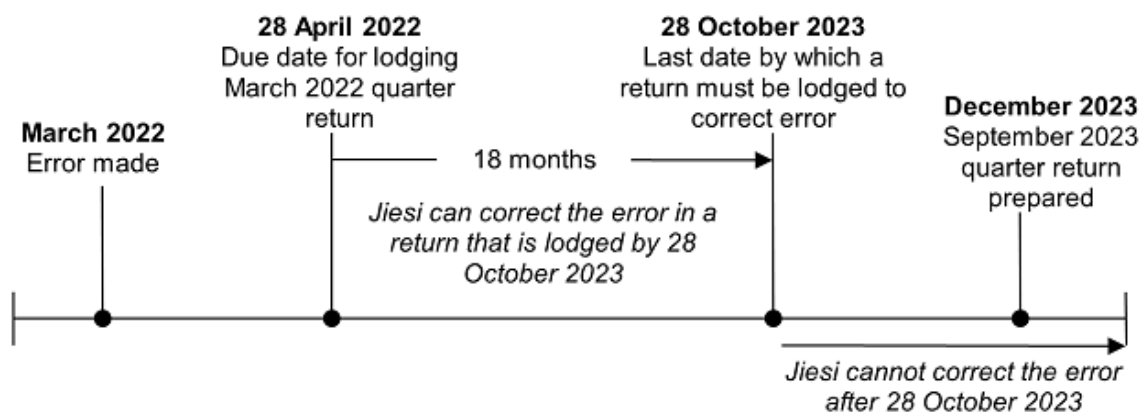 March 2022
Error made
28 April 2022
Due date for lodging
March 2022 quarter
return
28 October 2023
Last date by which a
return must be lodged to
correct error
December 2023
September 2023
quarter return
prepared
18 months
Jiesi can correct the error in a
return that is lodged by 28
October 2023
Jiesi cannot correct the error
after 28 October 2023